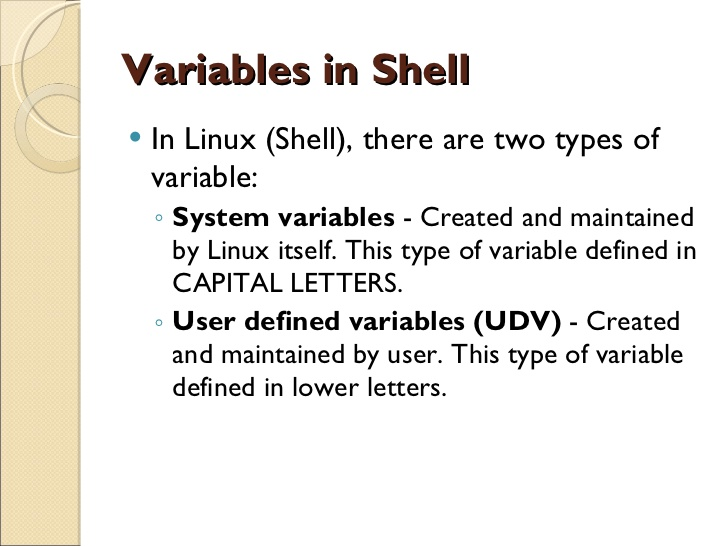 Variables in Shell
• In Linux (Shell), there are two types of
variable:
◦ System variables - Created and maintained
by Linux itself. This type of variable defined in
CAPITAL LETTERS.
◦ User defined variables (UDV) - Created
and maintained by user. This type of variable
defined in lower letters.